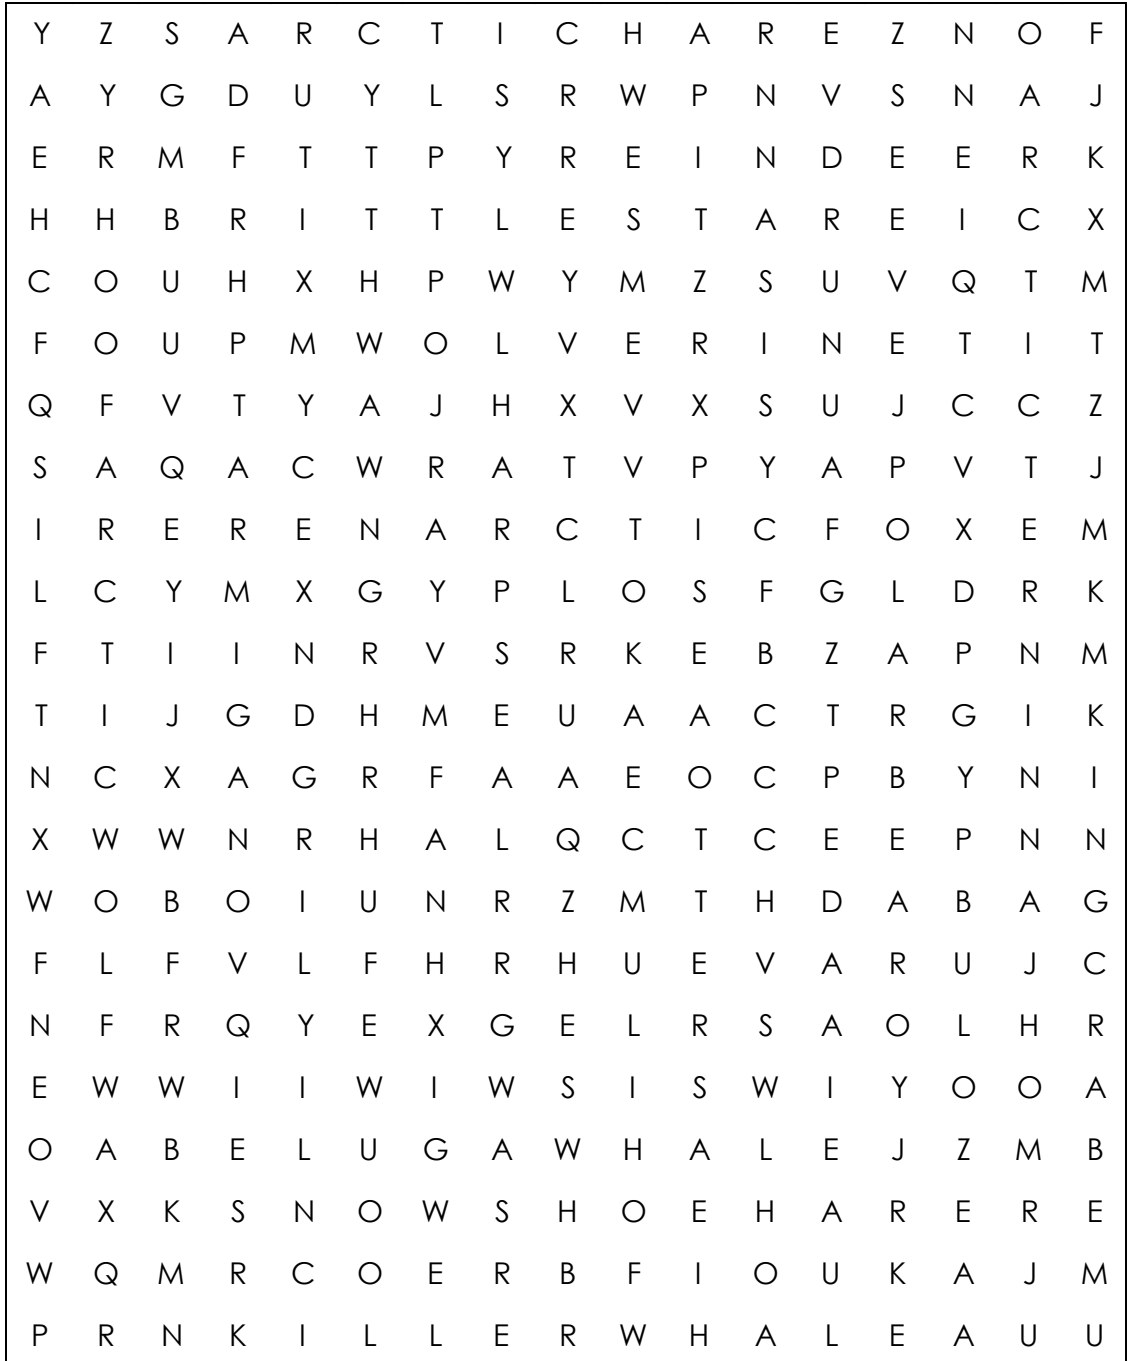 Y Z S A R C T I C H A R E Z N O F
A Y G D U Y L S R W P N V S N A J
E R M F T T P Y R E I N D E E R K
H H B R I T T L E S T A R E I C X
C O U H X H P W Y M Z S U V Q T M
F O U P M W O L V E R I N E T I T
Q F V T Y A J H X V X S U J C C Z
S A Q A C W R A T V P Y A P V T J
I R E R E N A R C T I C F O X E M
L C Y M X G Y P L O S F G L D R K
F T I I N R V S R K E B Z A P N M
T I J G D H M E U A A C T R G I K
N C X A G R F A A E O C P B Y N I
X W W N R H A L Q C T C E E P N N
W O B O I U N R Z M T H D A B A G
F L F V L F H R H U E V A R U J C
N F R Q Y E X G E L R S A O L H R
E W W I I W I W S I S W I Y O O A
O A B E L U G A W H A L E J Z M B
V X K S N O W S H O E H A R E R E
W Q M R C O E R B F I O U K A J M
P R N K I L L E R W H A L E A U U